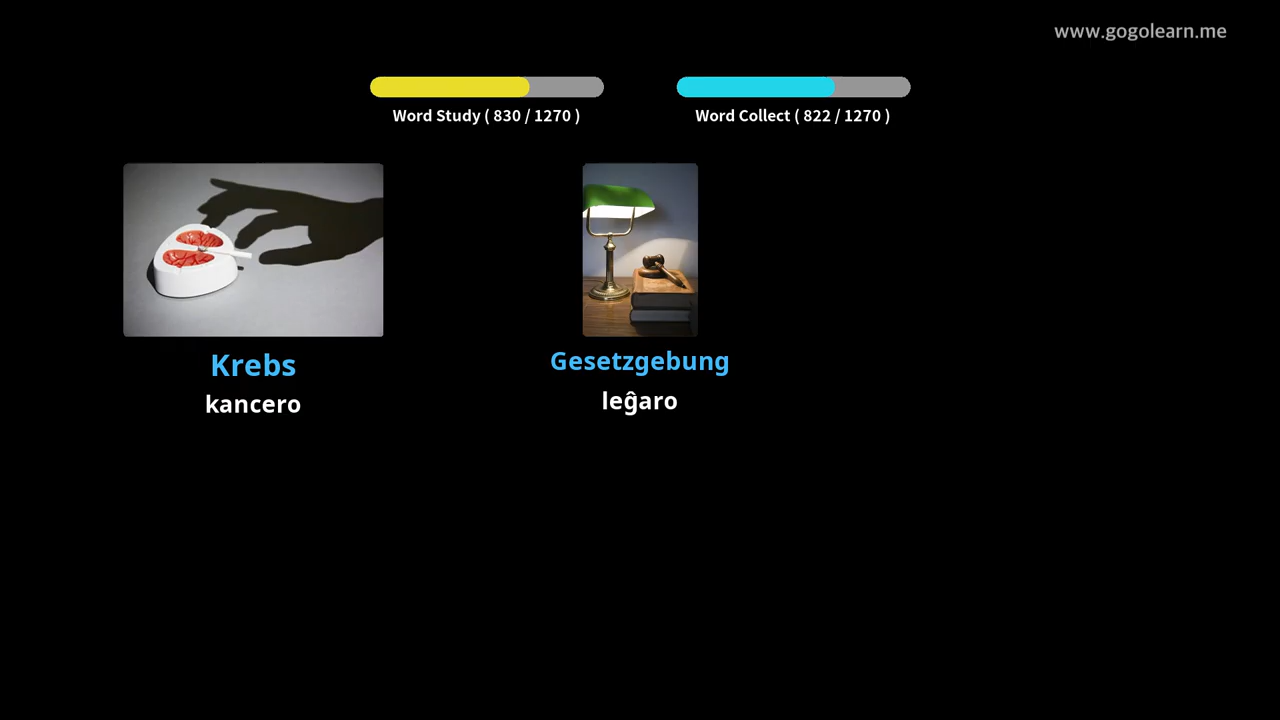 www.gogolearn.me
Word Study ( 830 / 1270 )
Word Collect ( 822 / 1270 )
Krebs
kancero
Gesetzgebung
leĝaro